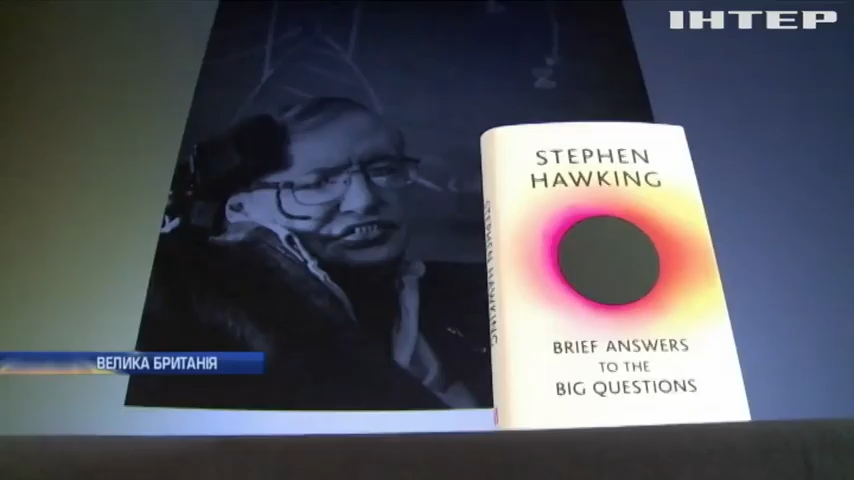 ІНТЕР
STEPHEN
HAWKING
STEPHEN HAWKING
BRIEF ANSWERS
TO THE
BIG QUESTIONS
ВЕЛИКА БРИТАНІЯ